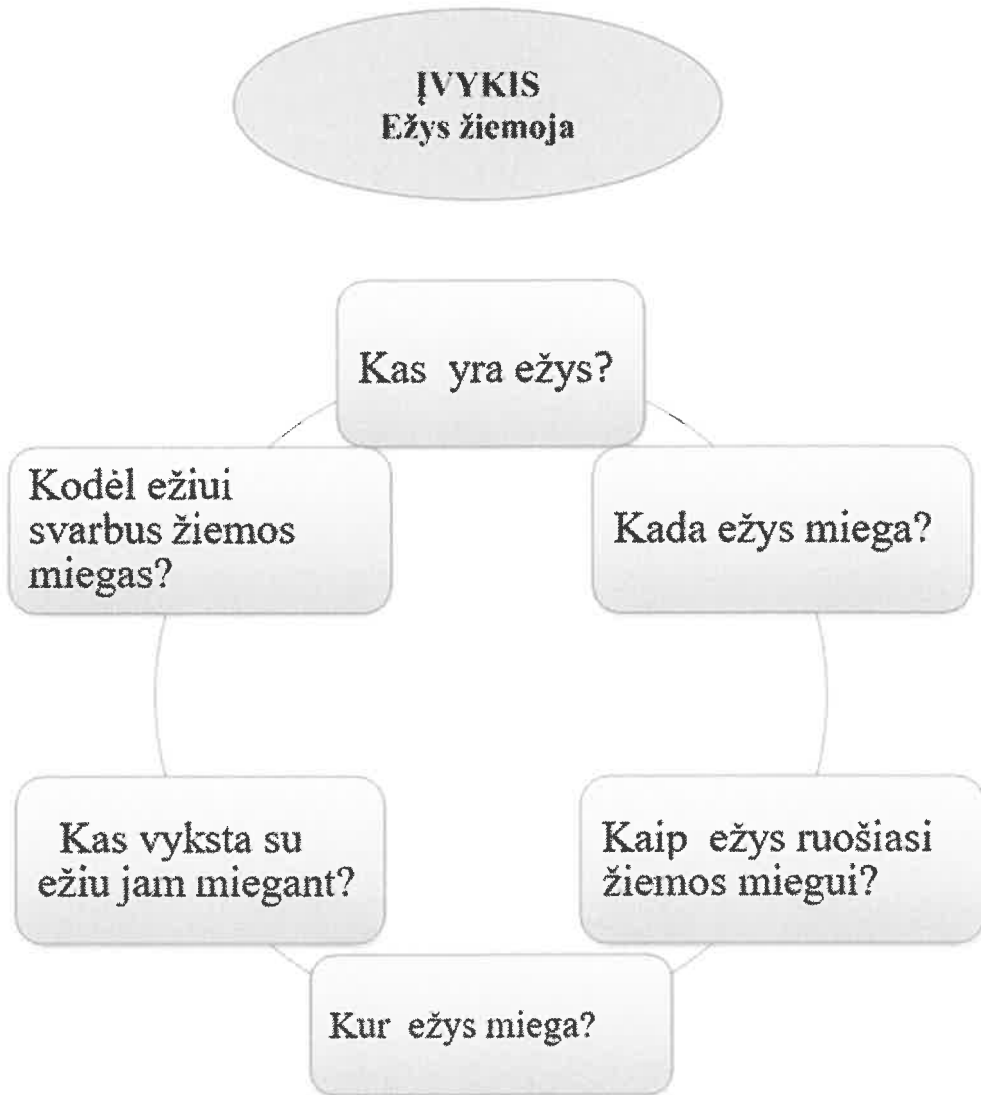 ĮVYKIS
Ežys žiemoja
Kas yra ežys?
Kada ežys miega?
Kaip ežys ruošiasi
žiemos miegui?
Kur ežys miega?
Kas vyksta su
ežiu jam miegant?
Kodėl ežiui
svarbus žiemos
miegas?